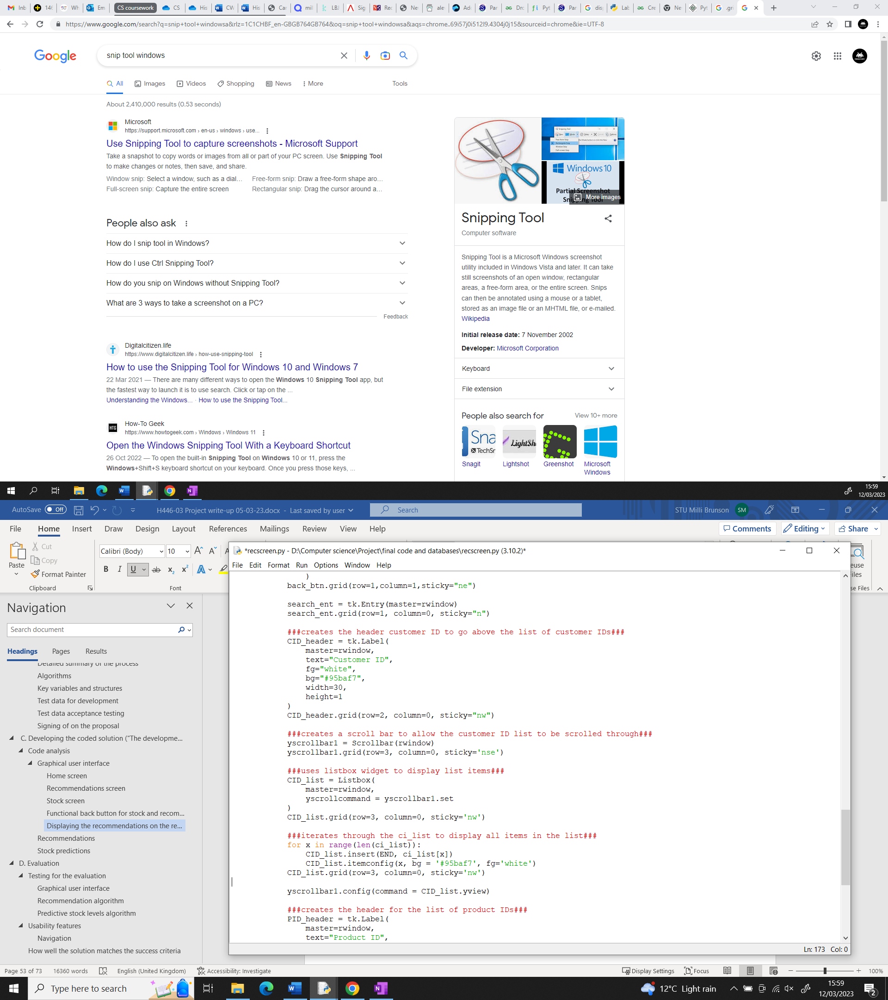 Inb
146
Wh
Em
CS coursework
CS
His
CW
His
Car
mil
LBJ
Sig
Rec
Ne
ale
Ad
Par
Drc
Pyt
Par
dis
Lab
Cre
Ne
Pyt
.gri
https://www.google.com/search?q=snip+tool+windowsa&rlz=1C1CHBF_en-GBGB764GB764&oq=snip+tool+windowsa&aqs=chrome..69i57j0i512l9.4304j0j15&sourceid=chrome&ie=UTF-8
Google
snip tool windows
All Images Videos Shopping News More Tools
About 2,410,000 results (0.53 seconds)
Microsoft
https://support.microsoft.com › en-us › windows › use...
Use Snipping Tool to capture screenshots - Microsoft Support
Take a snapshot to copy words or images from all or part of your PC screen. Use Snipping Tool
to make changes or notes, then save, and share.
Window snip: Select a window, such as a dial... Free-form snip: Draw a free-form shape aro...
Full-screen snip: Capture the entire screen Rectangular snip: Drag the cursor around a...
People also ask
How do I snip tool in Windows?
How do I use Ctrl Snipping Tool?
How do you snip on Windows without Snipping Tool?
What are 3 ways to take a screenshot on a PC?
Feedback
Digitalcitizen.life
https://www.digitalcitizen.life › how-use-snipping-tool
How to use the Snipping Tool for Windows 10 and Windows 7
22 Mar 2021 — There are many different ways to open the Windows 10 Snipping Tool app, but
the fastest way to launch it is to use search. Click or tap on the ...
Understanding the Windows... · How to use the Snipping Tool...
HTG
How-To Geek
https://www.howtogeek.com › Windows › Windows 11
Open the Windows Snipping Tool With a Keyboard Shortcut
26 Oct 2022 — To open the built-in Snipping Tool on Windows 10 or 11, press the
Windows+Shift+S keyboard shortcut on your keyboard. Once you press those keys, ...
Windows 10
Partial Screenshot
Snipping Tool
More images
Snipping Tool
Computer software
Snipping Tool is a Microsoft Windows screenshot
utility included in Windows Vista and later. It can take
still screenshots of an open window, rectangular
areas, a free-form area, or the entire screen. Snips
can then be annotated using a mouse or a tablet,
stored as an image file or an MHTML file, or e-mailed.
Wikipedia
Initial release date: 7 November 2002
Developer: Microsoft Corporation
Keyboard
File extension
People also search for View 10+ more
Sna
TechSm
LightSh
Snagit Lightshot Greenshot Microsoft
Windows
15:59
12/03/2023
AutoSave Off H446-03 Project write-up 05-03-23.docx - Last saved by user Search STU Milli Brunson SM
File Home Insert Draw Design Layout References Mailings Review View Help Comments Editing Share
Paste
Cut
Copy
Format Painter
Clipboard
Calibri (Body) 10
B I U ab x2 x2 A
Font
euse
iles
se Files
Navigation
Search document
Headings Pages Results
Detailed summary of the process
Algorithms
Key variables and structures
Test data for development
Test data acceptance testing
Signing of on the proposal
C. Developing the coded solution (“The developme...
Code analysis
Graphical user interface
Home screen
Recommendations screen
Stock screen
Functional back button for stock and recom...
Displaying the recommendations on the re...
Recommendations
Stock predictions
D. Evaluation
Testing for the evaluation
Graphical user interface
Recommendation algorithm
Predictive stock levels algorithm
Usability features
Navigation
How well the solution matches the success criteria
*recscreen.py - D:\Computer science\Project\final code and databases\recscreen.py (3.10.2)*
File Edit Format Run Options Window Help
)
back_btn.grid(row=1,column=1,sticky="ne")
search_ent = tk.Entry(master=rwindow)
search_ent.grid(row=1, column=0, sticky="n")
###creates the header customer ID to go above the list of customer IDs###
CID_header = tk.Label(
master=rwindow,
text="Customer ID",
fg="white",
bg="#95baf7",
width=30,
height=1
)
CID_header.grid(row=2, column=0, sticky="nw")
###creates a scroll bar to allow the customer ID list to be scrolled through###
yscrollbar1 = Scrollbar(rwindow)
yscrollbar1.grid(row=3, column=0, sticky='nse')
###uses listbox widget to display list items###
CID_list = Listbox(
master=rwindow,
yscrollcommand = yscrollbar1.set
)
CID_list.grid(row=3, column=0, sticky='nw')
###iterates through the ci_list to display all items in the list###
for x in range(len(ci_list)):
CID_list.insert(END, ci_list[x])
CID_list.itemconfig(x, bg = '#95baf7', fg='white')
CID_list.grid(row=3, column=0, sticky='nw')
yscrollbar1.config(command = CID_list.yview)
###creates the header for the list of product IDs###
PID_header = tk.Label(
master=rwindow,
text="Product ID",
Ln: 173 Col: 0
Page 53 of 73 16360 words English (United Kingdom) Accessibility: Investigate Display Settings Focus 100%
Type here to search 12°C Light rain 15:59
12/03/2023
2